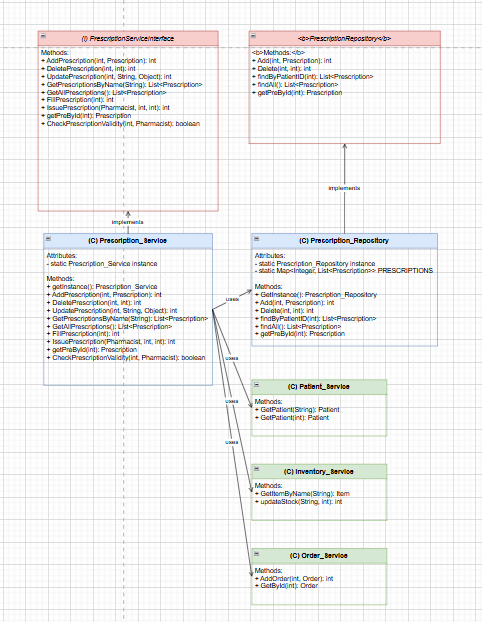 (I) PrescriptionServiceInterface
Methods:
+ AddPrescription(int, Prescription): int
+ DeletePrescription(int, int): int
+ UpdatePrescription(int, String, Object): int
+ GetPrescriptionsByName(String): List<Prescription>
+ GetAllPrescriptions(): List<Prescription>
+ FillPrescription(int): int
+ IssuePrescription(Pharmacist, int, int): int
+ getPreById(int): Prescription
+ CheckPrescriptionValidity(int, Pharmacist): boolean
<b>PrescriptionRepository</b>
<b>Methods:</b>
+ Add(int, Prescription): int
+ Delete(int, int): int
+ findByPatientID(int): List<Prescription>
+ findAll(): List<Prescription>
+ getPreById(int): Prescription
implements
implements
(C) Prescription_Service
Attributes:
- static Prescription_Service instance
Methods:
+ getInstance(): Prescription_Service
+ AddPrescription(int, Prescription): int
+ DeletePrescription(int, int): int
+ UpdatePrescription(int, String, Object): int
+ GetPrescriptionsByName(String): List<Prescription>
+ GetAllPrescriptions(): List<Prescription>
+ FillPrescription(int): int
+ IssuePrescription(Pharmacist, int, int): int
+ getPreById(int): Prescription
+ CheckPrescriptionValidity(int, Pharmacist): boolean
(C) Prescription_Repository
Attributes:
- static Prescription_Repository instance
- static Map<Integer, List<Prescription>> PRESCRIPTIONS
Methods:
+ GetInstance(): Prescription_Repository
+ Add(int, Prescription): int
+ Delete(int, int): int
+ findByPatientID(int): List<Prescription>
+ findAll(): List<Prescription>
+ getPreById(int): Prescription
uses
uses
uses
uses
(C) Patient_Service
Methods:
+ GetPatient(String): Patient
+ GetPatient(int): Patient
(C) Inventory_Service
Methods:
+ GetItemByName(String): Item
+ updateStock(String, int): int
(C) Order_Service
Methods:
+ AddOrder(int, Order): int
+ GetById(int): Order